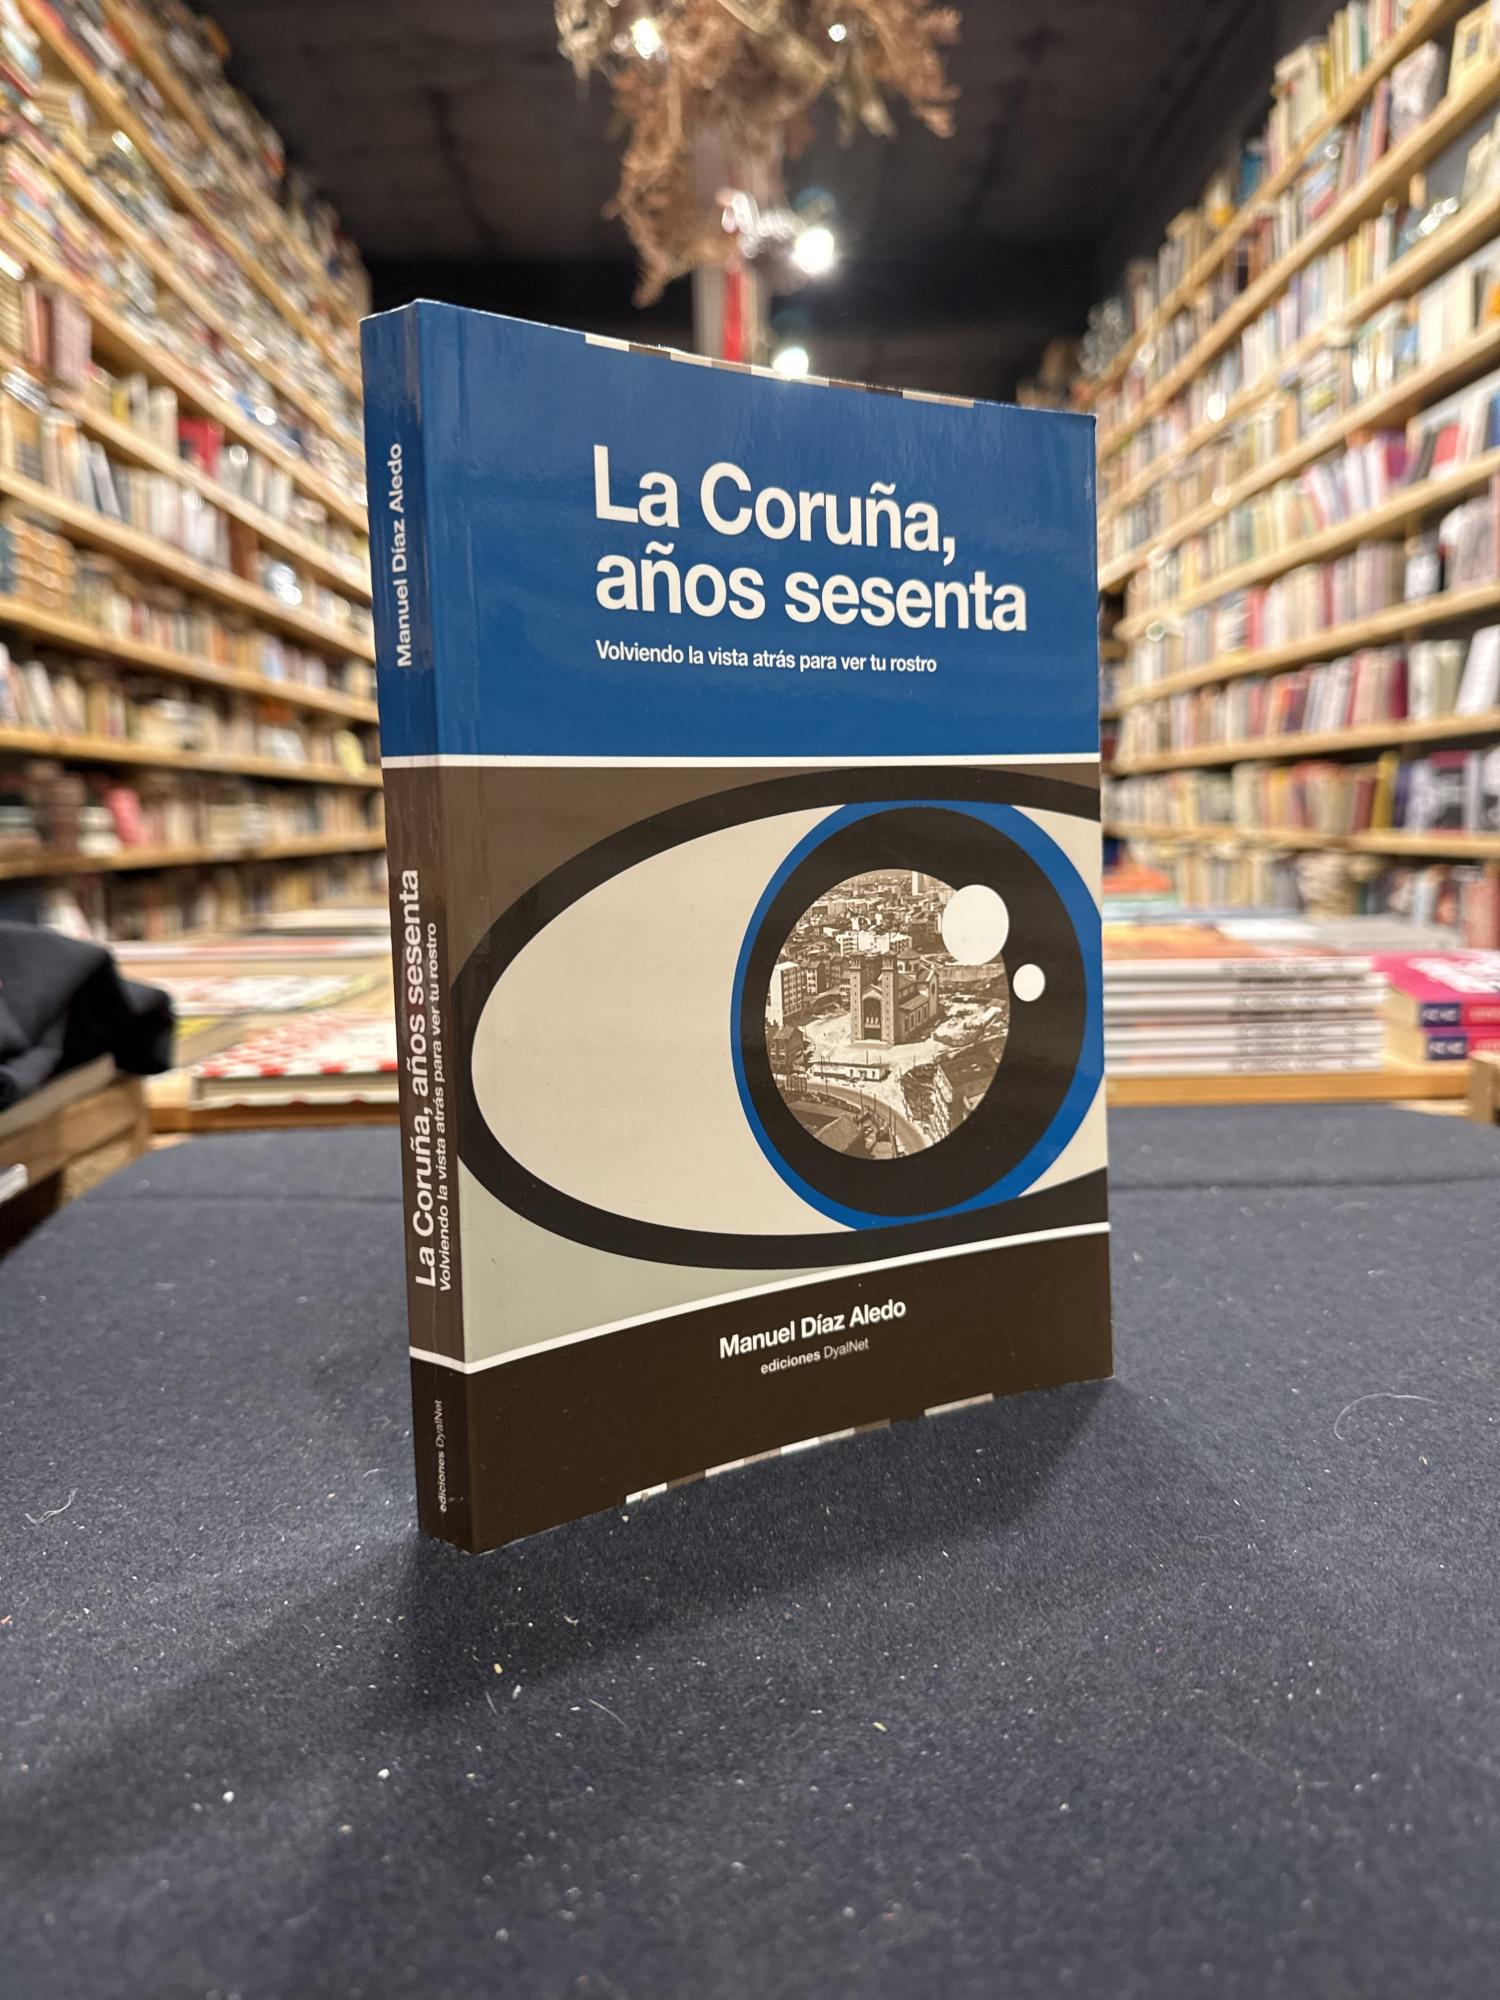 La Coruña,
años sesenta
Volviendo la vista atrás para ver tu rostro
Manuel Díaz Aledo
ediciones DyalNet
Manuel Díaz Aledo
La Coruña, años sesenta
Volviendo la vista atrás para ver tu rostro
ediciones DyalNet